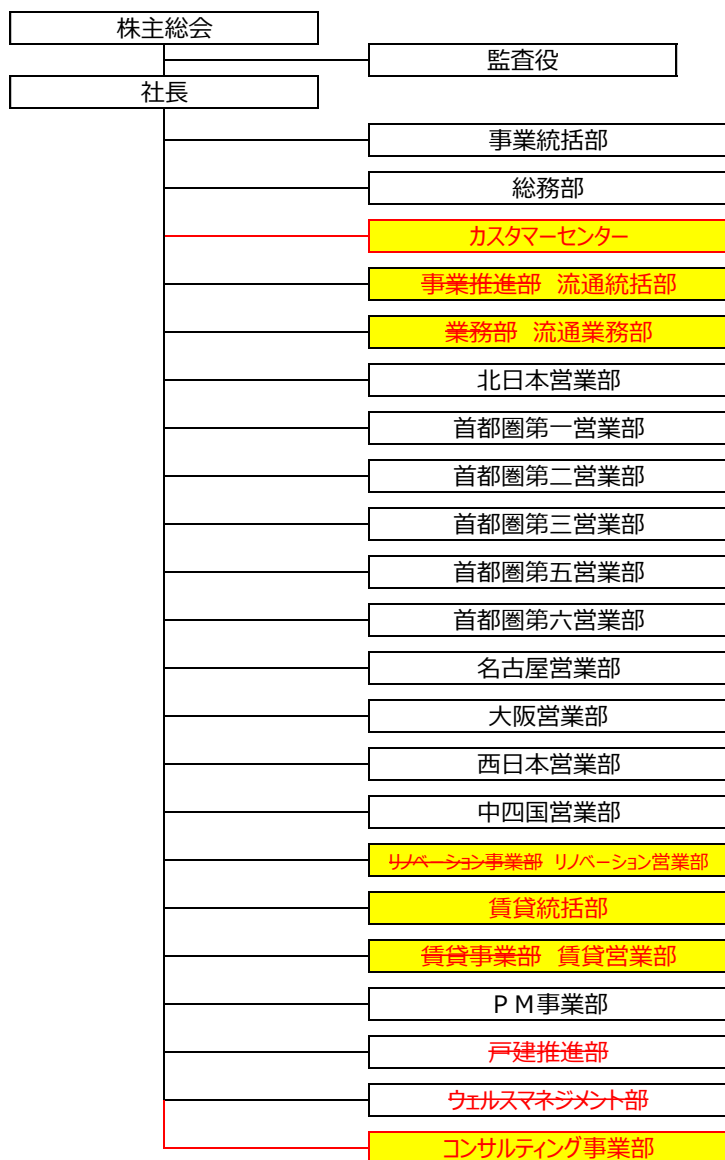 株主総会
監査役
社長
事業統括部
総務部
カスタマーセンター
事業推進部 流通統括部
業務部 流通業務部
北日本営業部
首都圏第一営業部
首都圏第二営業部
首都圏第三営業部
首都圏第五営業部
首都圏第六営業部
名古屋営業部
大阪営業部
西日本営業部
中四国営業部
リノベーション事業部 リノベーション営業部
賃貸統括部
賃貸事業部 賃貸営業部
ＰＭ事業部
戸建推進部
ウェルスマネジメント部
コンサルティング事業部